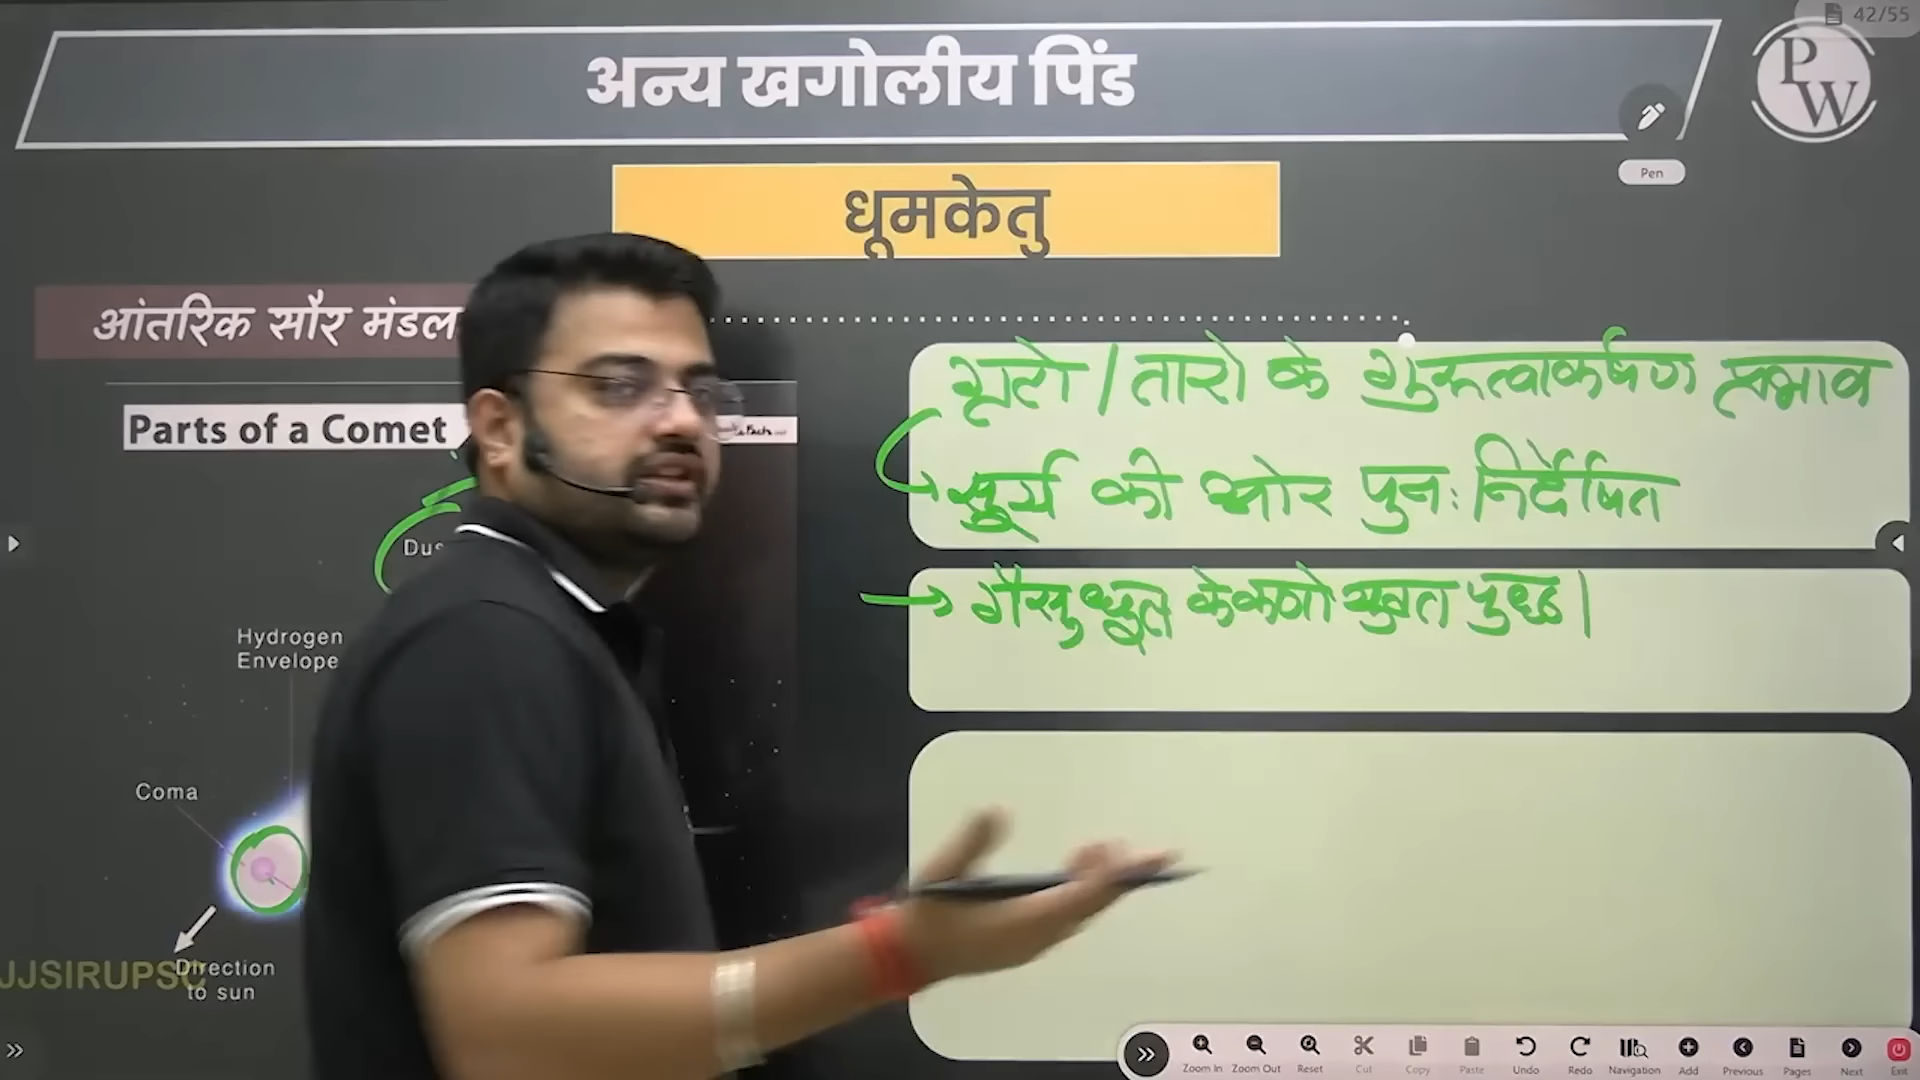 42/55
अन्य खगोलीय पिंड
PW
Pen
धूमकेतु
आंतरिक सौर मंडल
Parts of a Comet
तारो के गुरूत्वाकर्षण
सूर्य की ओर पुनः निर्देषित
गैस धूल के कणो युक्त पुच्छ।
Dus
Hydrogen
Envelope
Coma
Direction
to sun
JJSIRUPSC
Zoom In Zoom Out Reset Cut Copy Paste Undo Redo Navigation Add Previous Pages Next Exit